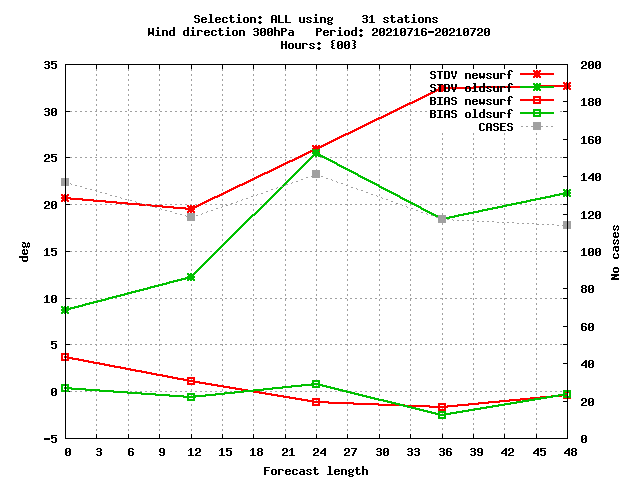 Selection: ALL using 31 stations
Wind direction 300hPa Period: 20210716-20210720
Hours: {00}
35 200
STDV newsurf
STDV oldsurf 180
30 BIAS newsurf
BIAS oldsurf
CASES 160
25
140
20 120
deg No cases
15 100
10 80
60
5
40
0 20
-5 0
0 3 6 9 12 15 18 21 24 27 30 33 36 39 42 45 48
Forecast length